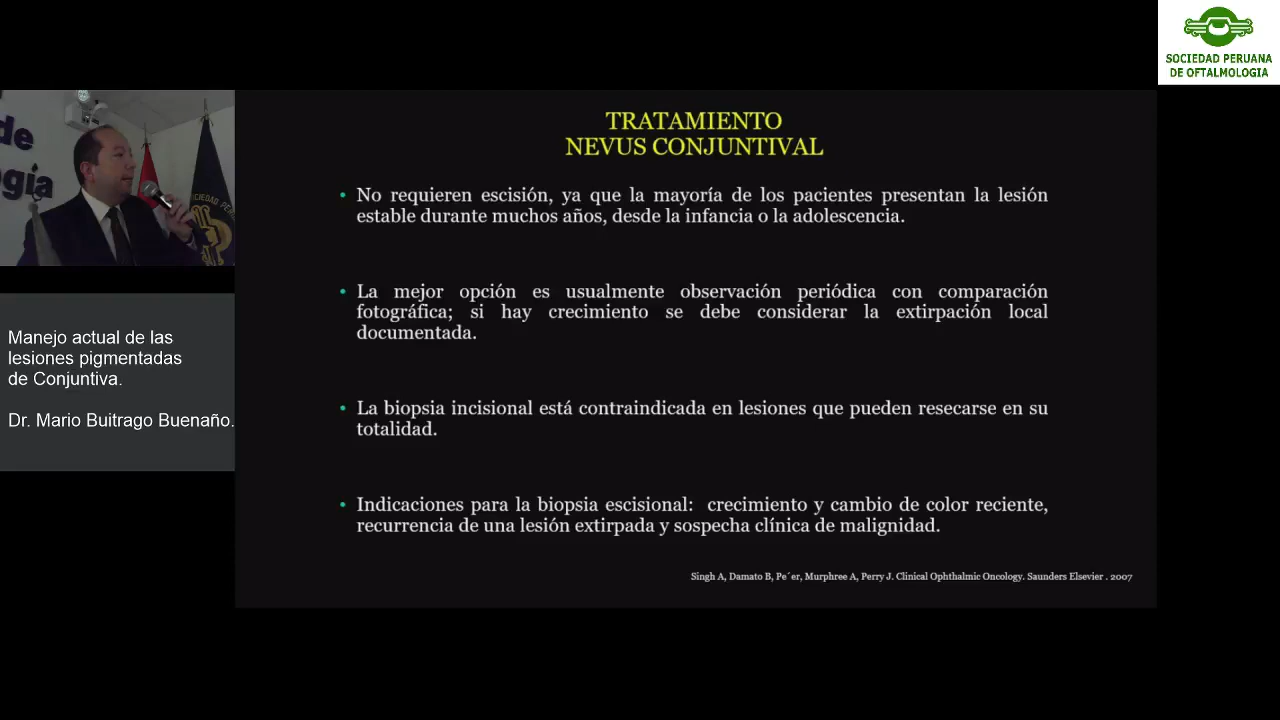 SOCIEDAD PERUANA
DE OFTALMOLOGIA
de
gía
SOCIEDAD PER
Manejo actual de las
lesiones pigmentadas
de Conjuntiva.
Dr. Mario Buitrago Buenaño.
TRATAMIENTO
NEVUS CONJUNTIVAL
• No requieren escisión, ya que la mayoría de los pacientes presentan la lesión
estable durante muchos años, desde la infancia o la adolescencia.
• La mejor opción es usualmente observación periódica con comparación
fotográfica; si hay crecimiento se debe considerar la extirpación local
documentada.
• La biopsia incisional está contraindicada en lesiones que pueden resecarse en su
totalidad.
• Indicaciones para la biopsia escisional: crecimiento y cambio de color reciente,
recurrencia de una lesión extirpada y sospecha clínica de malignidad.
Singh A, Damato B, Pe´er, Murphree A, Perry J. Clinical Ophthalmic Oncology. Saunders Elsevier . 2007